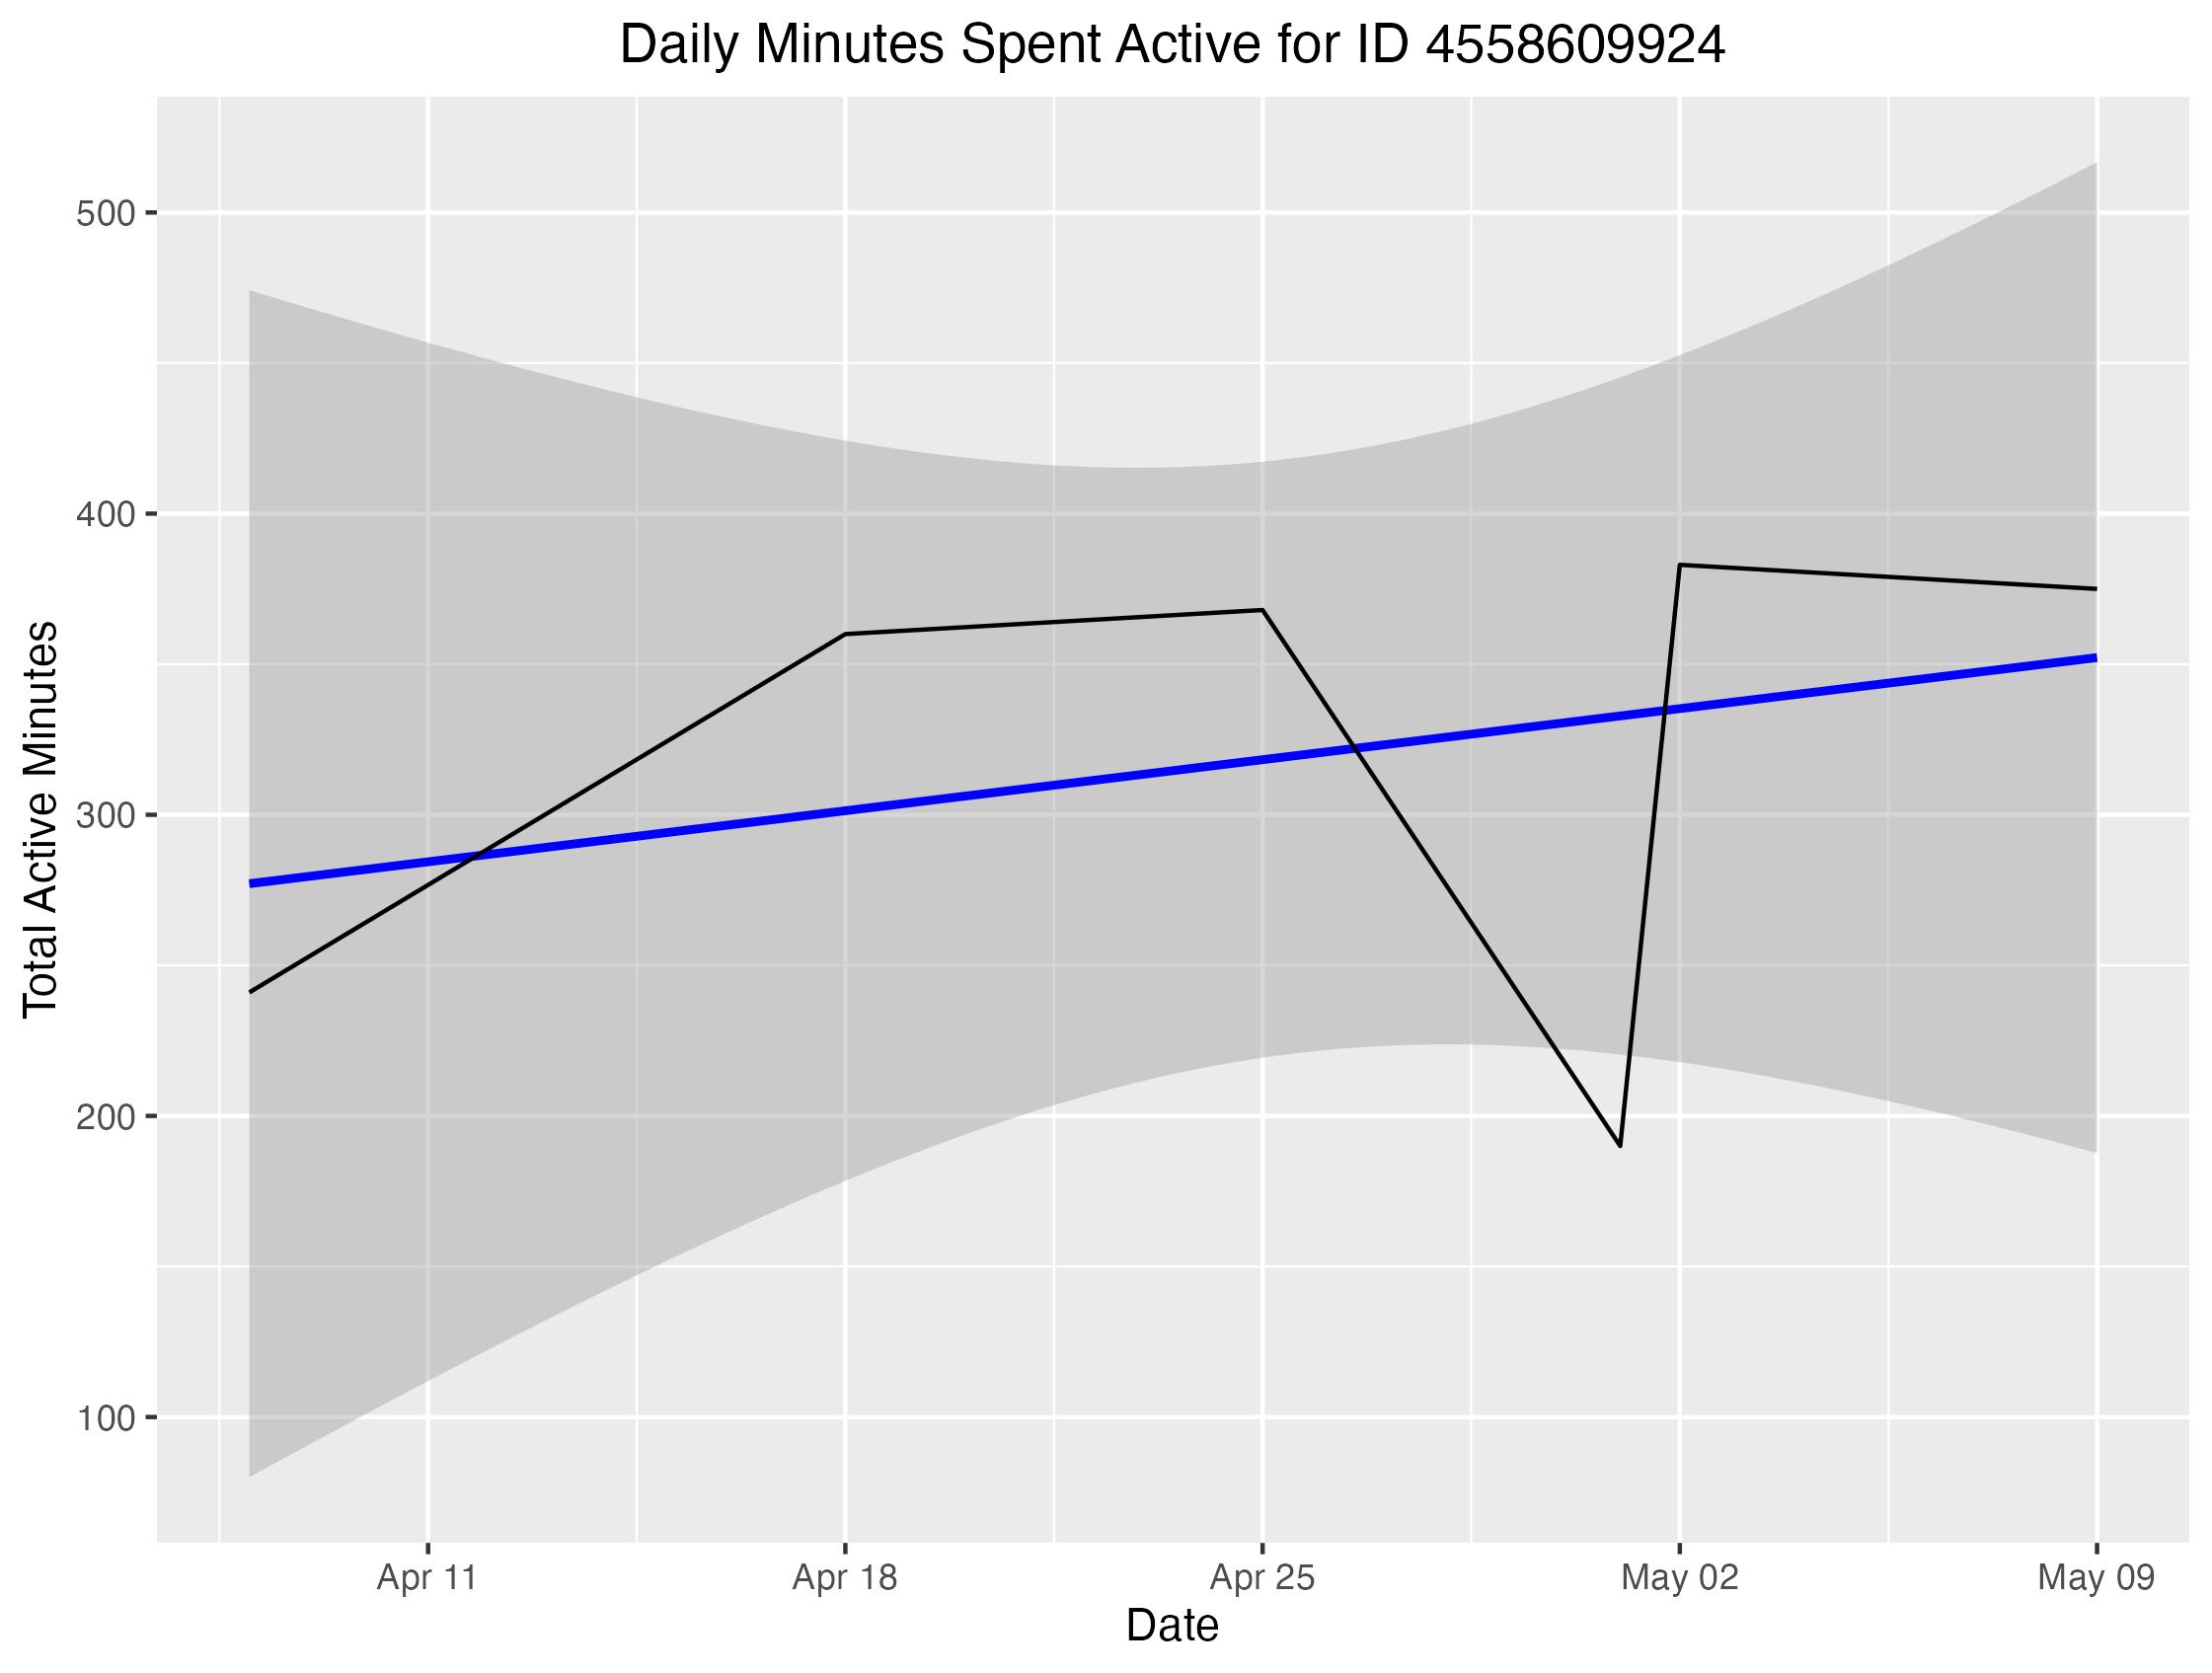 Daily Minutes Spent Active for ID 4558609924
Total Active Minutes
500
400
300
200
100
Apr 11
Apr 18
Apr 25
May 02
May 09
Date